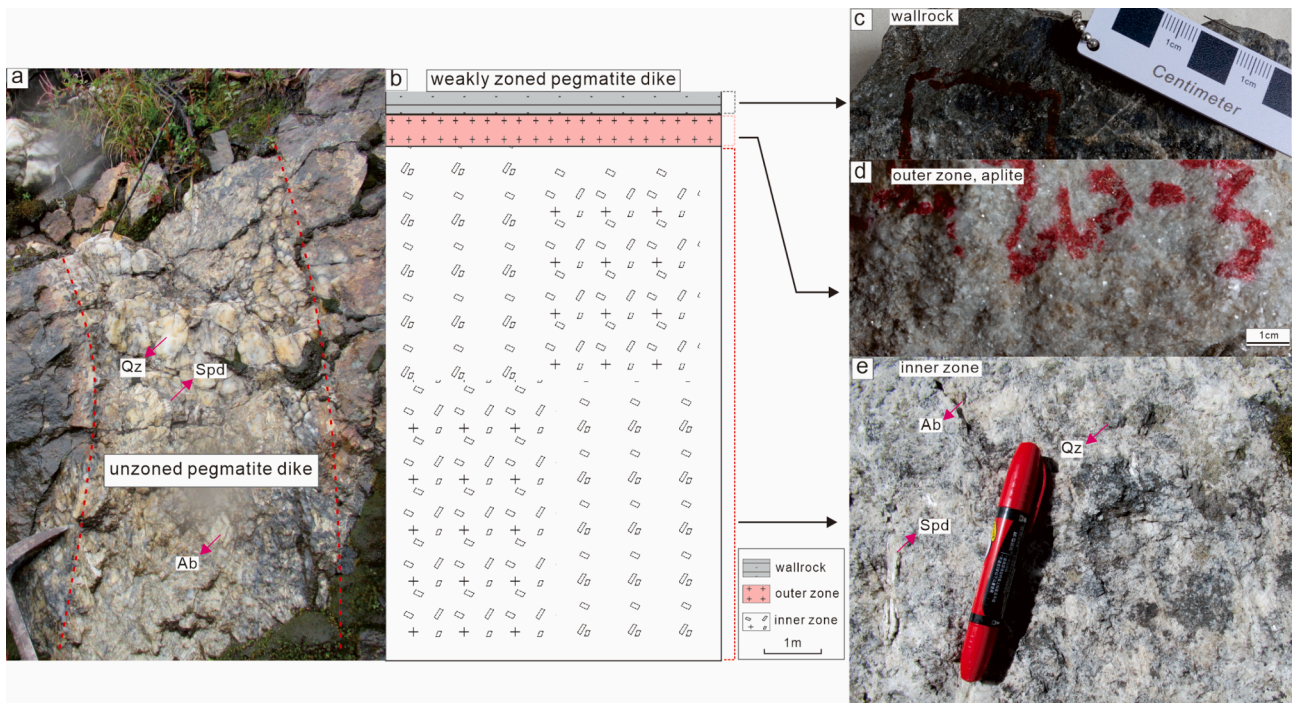 a
Qz
Spd
unzoned pegmatite dike
Ab
b
weakly zoned pegmatite dike
wallrock
outer zone
inner zone
1m
c
wallrock
1cm
1cm
Centimeter
d
outer zone, aplite
1cm
e
inner zone
Ab
Qz
Spd